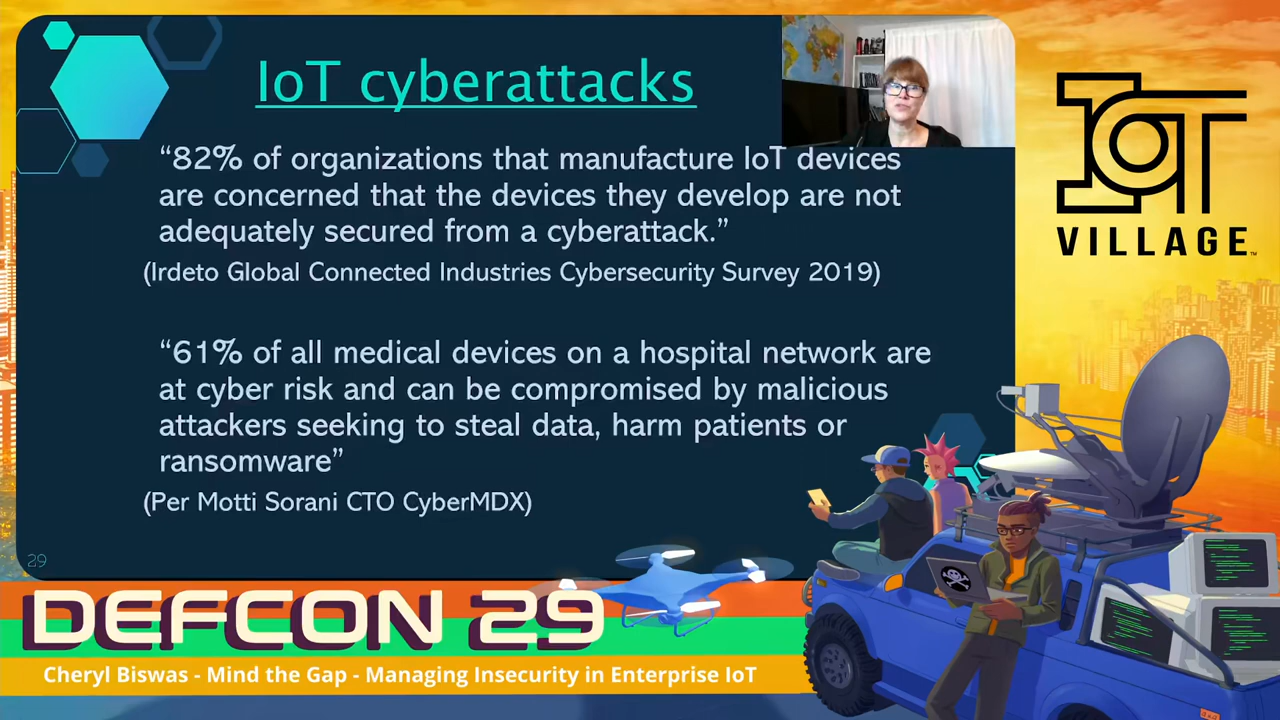 IoT cyberattacks
“82% of organizations that manufacture IoT devices
are concerned that the devices they develop are not
adequately secured from a cyberattack.”
(Irdeto Global Connected Industries Cybersecurity Survey 2019)
“61% of all medical devices on a hospital network are
at cyber risk and can be compromised by malicious
attackers seeking to steal data, harm patients or
ransomware”
(Per Motti Sorani CTO CyberMDX)
29
IoT
VILLAGE™
DEFCON 29
Cheryl Biswas - Mind the Gap - Managing Insecurity in Enterprise IoT